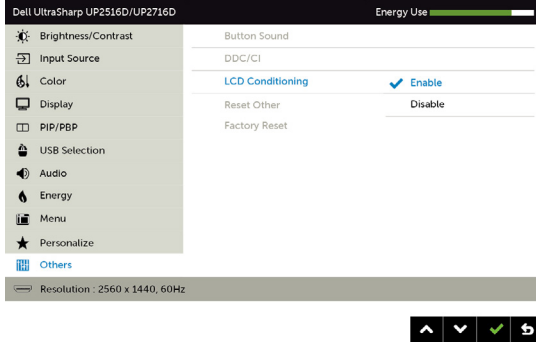 Dell UltraSharp UP2516D/UP2716D
Energy Use
Brightness/Contrast
Input Source
Color
Display
PIP/PBP
USB Selection
Audio
Energy
Menu
Personalize
Others
Button Sound
DDC/CI
LCD Conditioning
Reset Other
Factory Reset
Enable
Disable
Resolution : 2560 x 1440, 60Hz